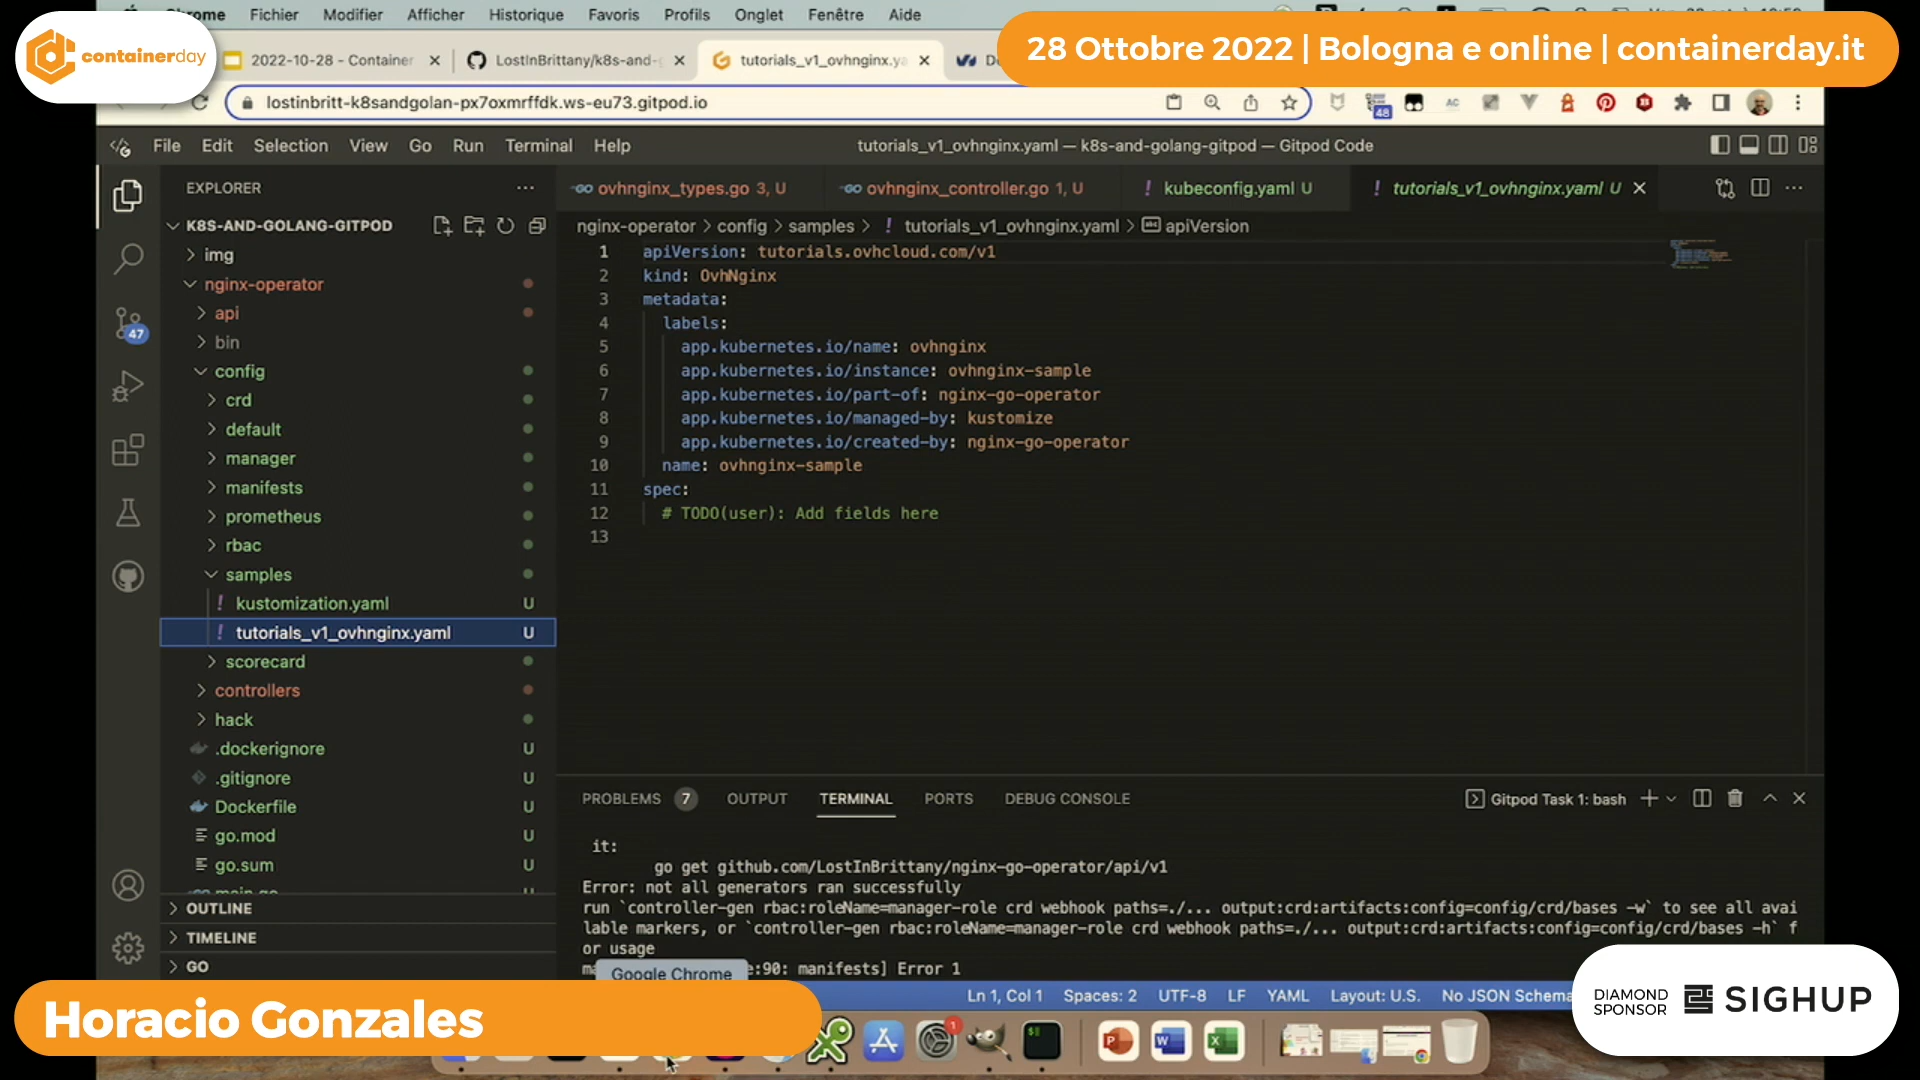 Chrome Fichier Modifier Afficher Historique Favoris Profils Onglet Fenêtre Aide
containerday
28 Ottobre 2022 | Bologna e online | containerday.it
2022-10-28 - Container
LostInBrittany/k8s-and-
tutorials_v1_ovhnginx.ya
lostinbritt-k8sandgolan-px7oxmrffdk.ws-eu73.gitpod.io
48
AC
File Edit Selection View Go Run Terminal Help
tutorials_v1_ovhnginx.yaml — k8s-and-golang-gitpod — Gitpod Code
EXPLORER
ovhnginx_types.go 3, U
ovhnginx_controller.go 1, U
! kubeconfig.yaml U
! tutorials_v1_ovhnginx.yaml U
K8S-AND-GOLANG-GITPOD
nginx-operator > config > samples > ! tutorials_v1_ovhnginx.yaml > apiVersion
img
nginx-operator
api
bin
config
crd
default
manager
manifests
prometheus
rbac
samples
! kustomization.yaml U
! tutorials_v1_ovhnginx.yaml U
scorecard
controllers
hack
.dockerignore U
.gitignore U
Dockerfile U
go.mod U
go.sum U
main.go U
OUTLINE
TIMELINE
GO
47
1 apiVersion: tutorials.ovhcloud.com/v1
2 kind: OvhNginx
3 metadata:
4 labels:
5 app.kubernetes.io/name: ovhnginx
6 app.kubernetes.io/instance: ovhnginx-sample
7 app.kubernetes.io/part-of: nginx-go-operator
8 app.kubernetes.io/managed-by: kustomize
9 app.kubernetes.io/created-by: nginx-go-operator
10 name: ovhnginx-sample
11 spec:
12 # TODO(user): Add fields here
13
PROBLEMS 7 OUTPUT TERMINAL PORTS DEBUG CONSOLE
Gitpod Task 1: bash
it:
go get github.com/LostInBrittany/nginx-go-operator/api/v1
Error: not all generators ran successfully
run `controller-gen rbac:roleName=manager-role crd webhook paths=./... output:crd:artifacts:config=config/crd/bases -w` to see all avai
lable markers, or `controller-gen rbac:roleName=manager-role crd webhook paths=./... output:crd:artifacts:config=config/crd/bases -h` f
or usage
e:90: manifests] Error 1
Google Chrome
Ln 1, Col 1 Spaces: 2 UTF-8 LF YAML Layout: U.S. No JSON Schema
Horacio Gonzales
DIAMOND
SPONSOR
SIGHUP
1
P W X